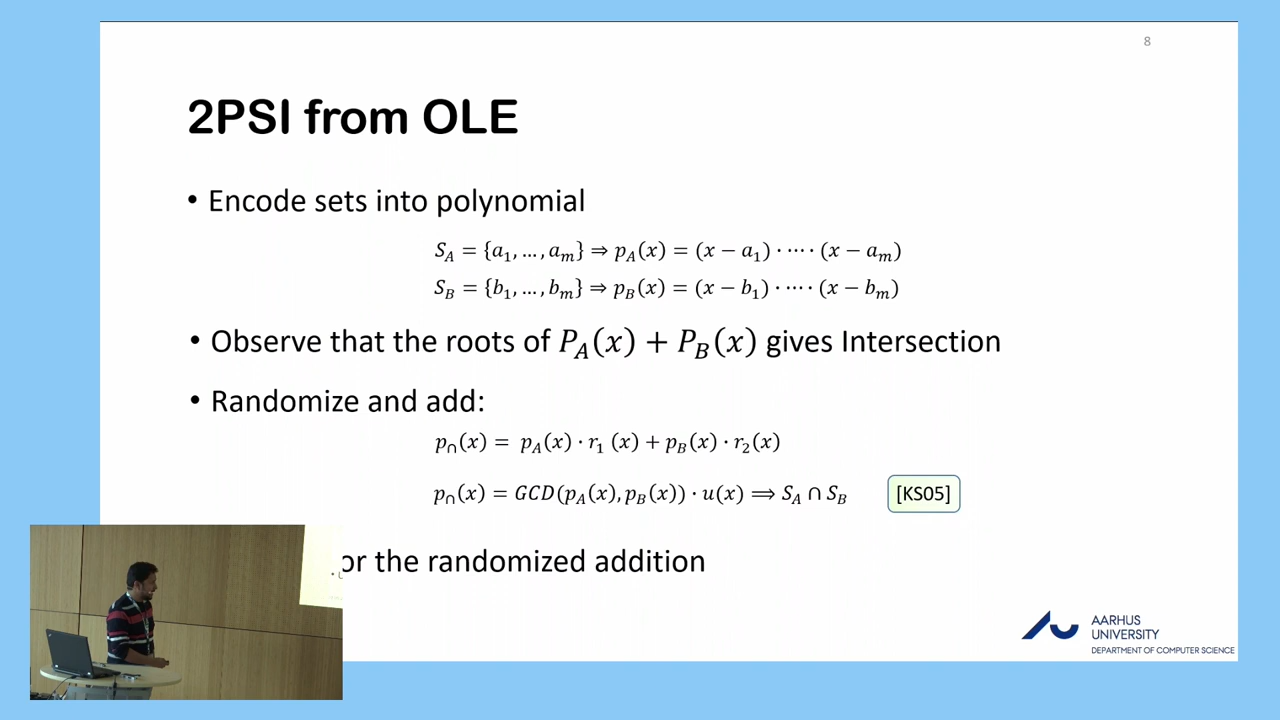 8
2PSI from OLE
• Encode sets into polynomial
S_A = {a_1, … , a_m} ⇒ p_A(x) = (x − a_1) · ⋯ · (x − a_m)
S_B = {b_1, … , b_m} ⇒ p_B(x) = (x − b_1) · ⋯ · (x − b_m)
• Observe that the roots of P_A(x) + P_B(x) gives Intersection
• Randomize and add:
p_∩(x) = p_A(x) · r_1 (x) + p_B(x) · r_2(x)
p_∩(x) = GCD(p_A(x), p_B(x)) · u(x) ⟹ S_A ∩ S_B [KS05]
or the randomized addition
AARHUS
UNIVERSITY
DEPARTMENT OF COMPUTER SCIENCE